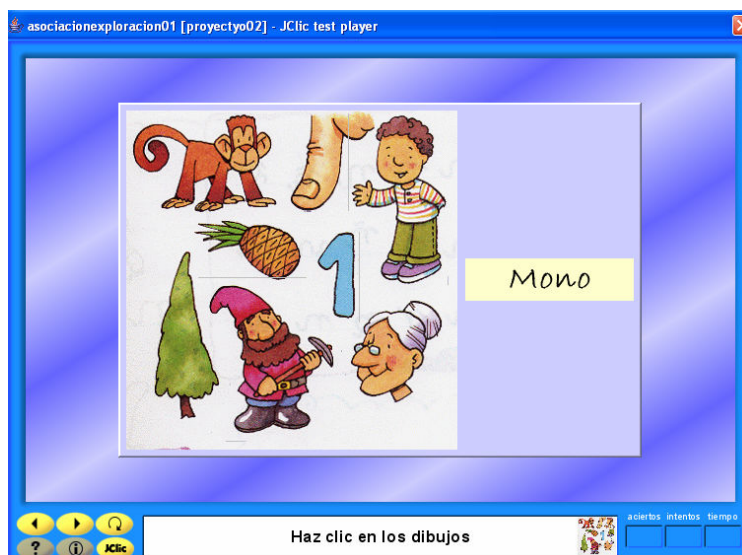 asociacionexploracion01 [proyectyo02] - JClic test player
1
Mono
aciertos intentos tiempo
? i JClic
Haz clic en los dibujos